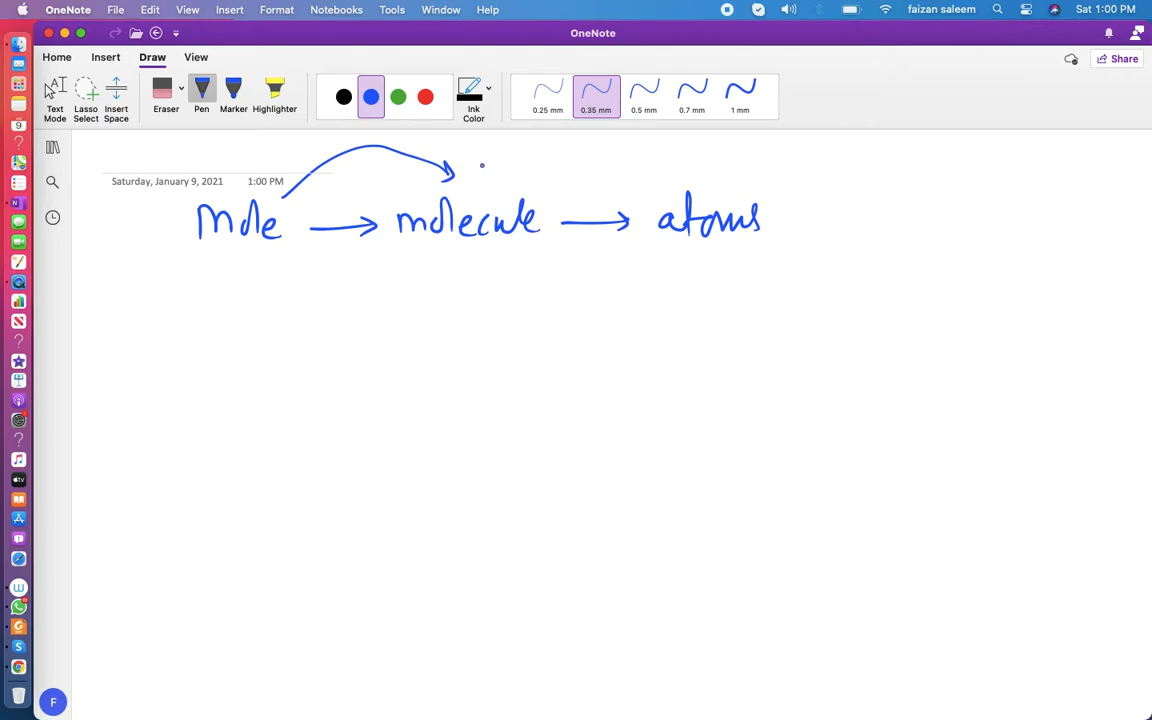 OneNote File Edit View Insert Format Notebooks Tools Window Help faizan saleem Sat 1:00 PM
OneNote
Home Insert Draw View Share
Text Mode Lasso Select Insert Space Eraser Pen Marker Highlighter Ink Color 0.25 mm 0.35 mm 0.5 mm 0.7 mm 1 mm
Saturday, January 9, 2021 1:00 PM
Mole → molecule → atoms
F